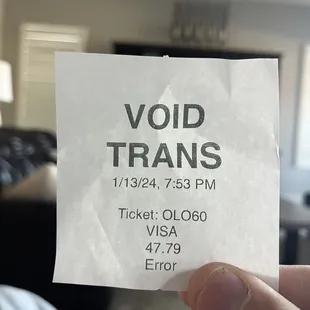 VOID
TRANS
1/13/24, 7:53 PM
Ticket: OLO60
VISA
47.79
Error